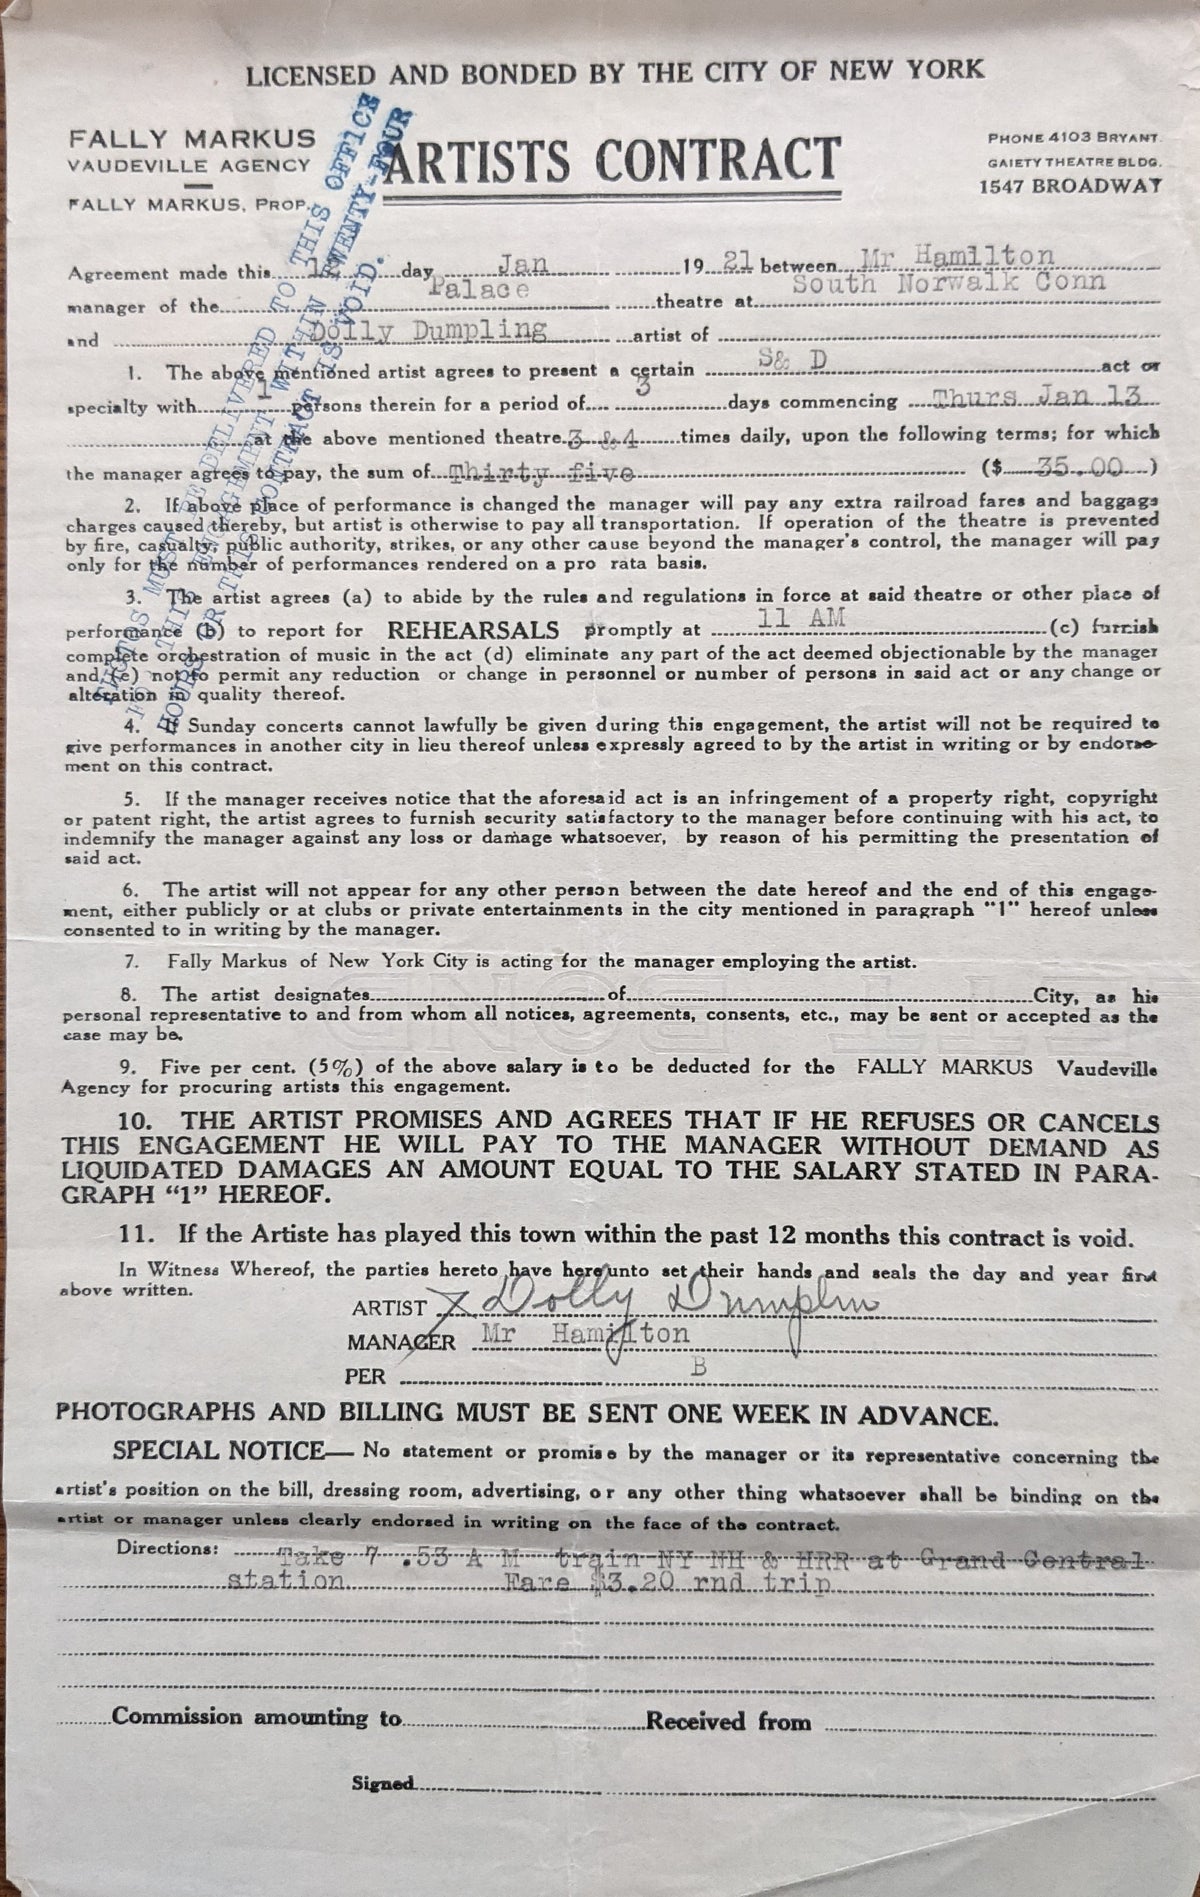 LICENSED AND BONDED BY THE CITY OF NEW YORK
FALLY MARKUS
VAUDEVILLE AGENCY
FALLY MARKUS, PROP.
ARTISTS CONTRACT
PHONE 4103 BRYANT.
GAIETY THEATRE BLDG.
1547 BROADWAY
PHOTOS MUST BE DELIVERED TO THIS OFFICE
FOR THIS ENGAGEMENT WITHIN TWENTY-FOUR
HOURS OR THIS CONTRACT IS VOID.
Agreement made this day Jan 1921 between Mr Hamilton
manager of the Palace theatre at South Norwalk Conn
and Dolly Dumpling artist of
1. The above mentioned artist agrees to present a certain S& D act or
specialty with 1 persons therein for a period of 3 days commencing Thurs Jan 13
at the above mentioned theatre 3 &4 times daily, upon the following terms; for which
the manager agrees to pay, the sum of Thirty five ($ 35.00 )
2. If above place of performance is changed the manager will pay any extra railroad fares and baggage
charges caused thereby, but artist is otherwise to pay all transportation. If operation of the theatre is prevented
by fire, casualty, public authority, strikes, or any other cause beyond the manager's control, the manager will pay
only for the number of performances rendered on a pro rata basis.
3. The artist agrees (a) to abide by the rules and regulations in force at said theatre or other place of
performance (b) to report for REHEARSALS promptly at 11 AM (c) furnish
complete orchestration of music in the act (d) eliminate any part of the act deemed objectionable by the manager
and (e) not to permit any reduction or change in personnel or number of persons in said act or any change or
alteration in quality thereof.
4. If Sunday concerts cannot lawfully be given during this engagement, the artist will not be required to
give performances in another city in lieu thereof unless expressly agreed to by the artist in writing or by endorse-
ment on this contract.
5. If the manager receives notice that the aforesaid act is an infringement of a property right, copyright
or patent right, the artist agrees to furnish security satisfactory to the manager before continuing with his act, to
indemnify the manager against any loss or damage whatsoever, by reason of his permitting the presentation of
said act.
6. The artist will not appear for any other person between the date hereof and the end of this engage-
ment, either publicly or at clubs or private entertainments in the city mentioned in paragraph "1" hereof unless
consented to in writing by the manager.
7. Fally Markus of New York City is acting for the manager employing the artist.
8. The artist designates of City, as his
personal representative to and from whom all notices, agreements, consents, etc., may be sent or accepted as the
case may be.
9. Five per cent. (5%) of the above salary is to be deducted for the FALLY MARKUS Vaudeville
Agency for procuring artists this engagement.
10. THE ARTIST PROMISES AND AGREES THAT IF HE REFUSES OR CANCELS
THIS ENGAGEMENT HE WILL PAY TO THE MANAGER WITHOUT DEMAND AS
LIQUIDATED DAMAGES AN AMOUNT EQUAL TO THE SALARY STATED IN PARA-
GRAPH "1" HEREOF.
11. If the Artiste has played this town within the past 12 months this contract is void.
In Witness Whereof, the parties hereto have hereunto set their hands and seals the day and year first
above written.
ARTIST X Dolly Dumplin
MANAGER Mr Hamilton
PER B
PHOTOGRAPHS AND BILLING MUST BE SENT ONE WEEK IN ADVANCE.
SPECIAL NOTICE— No statement or promise by the manager or its representative concerning the
artist's position on the bill, dressing room, advertising, or any other thing whatsoever shall be binding on the
artist or manager unless clearly endorsed in writing on the face of the contract.
Directions: Take 7 .53 A M train NY NH & HRR at Grand Central
station Fare $3.20 rnd trip
Commission amounting to Received from
Signed